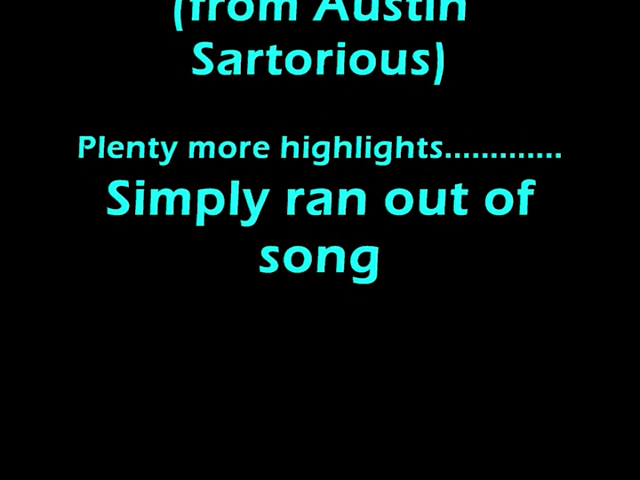 (from Austin
Sartorious)
Plenty more highlights.............
Simply ran out of
song